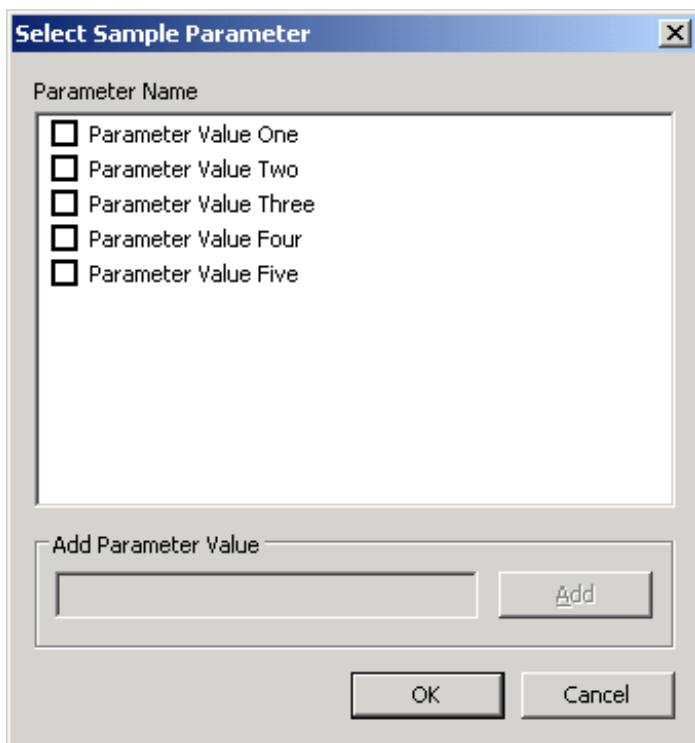 Select Sample Parameter
Parameter Name
Parameter Value One
Parameter Value Two
Parameter Value Three
Parameter Value Four
Parameter Value Five
Add Parameter Value
Add
OK Cancel